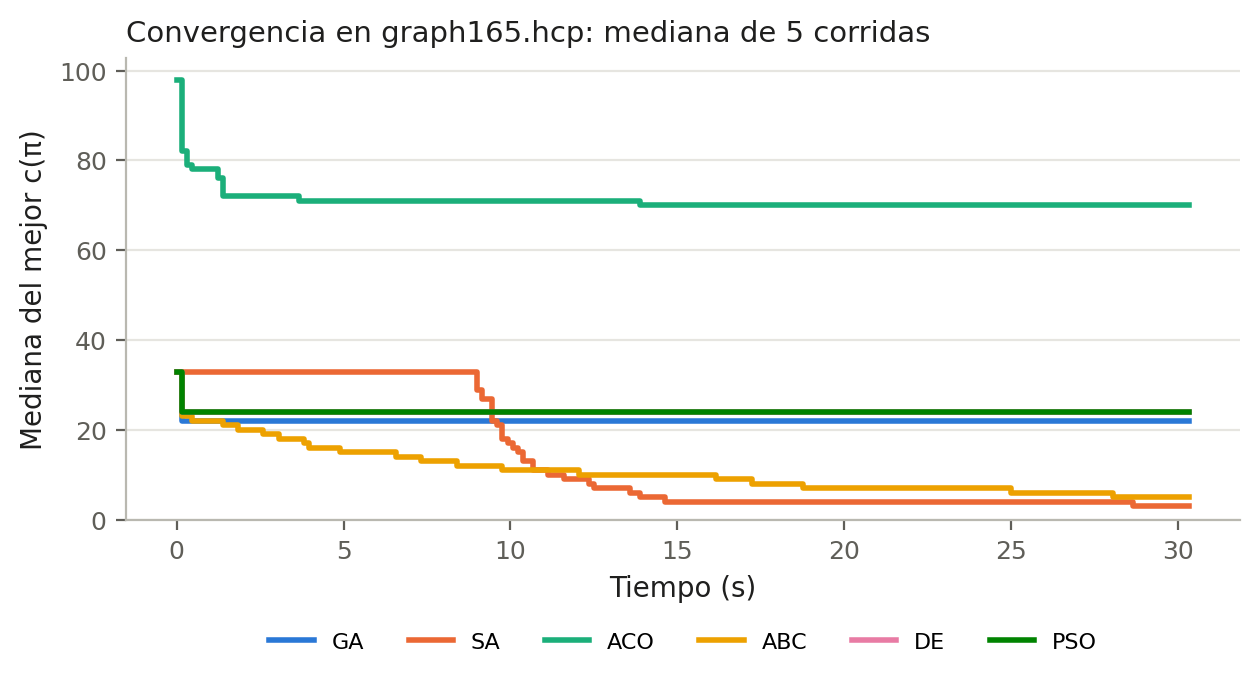 Convergencia en graph165.hcp: mediana de 5 corridas
Mediana del mejor c(π)
100
80
60
40
20
0
0 5 10 15 20 25 30
Tiempo (s)
GA SA ACO ABC DE PSO